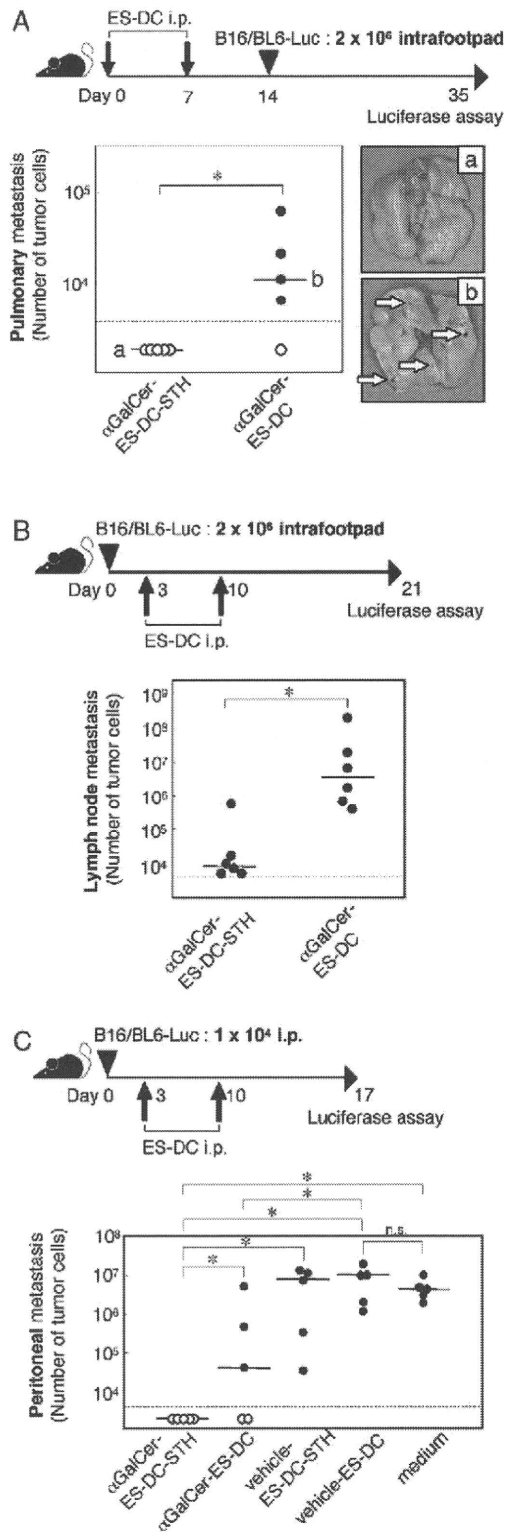 A
ES-DC i.p.
B16/BL6-Luc : 2 x 10⁶ intrafootpad
Day 0 7 14 35
Luciferase assay
Pulmonary metastasis
(Number of tumor cells)
10⁵
10⁴
*
a
b
αGalCer-
ES-DC-STH
αGalCer-
ES-DC
a
b
B
B16/BL6-Luc : 2 x 10⁶ intrafootpad
Day 0 3 10 21
Luciferase assay
ES-DC i.p.
Lymph node metastasis
(Number of tumor cells)
10⁹
10⁸
10⁷
10⁶
10⁵
10⁴
*
αGalCer-
ES-DC-STH
αGalCer-
ES-DC
C
B16/BL6-Luc : 1 x 10⁴ i.p.
Day 0 3 10 17
Luciferase assay
ES-DC i.p.
Peritoneal metastasis
(Number of tumor cells)
10⁸
10⁷
10⁶
10⁵
10⁴
*
*
*
n.s.
*
*
αGalCer-
ES-DC-STH
αGalCer-ES-DC
vehicle-
ES-DC-STH
vehicle-ES-DC
medium